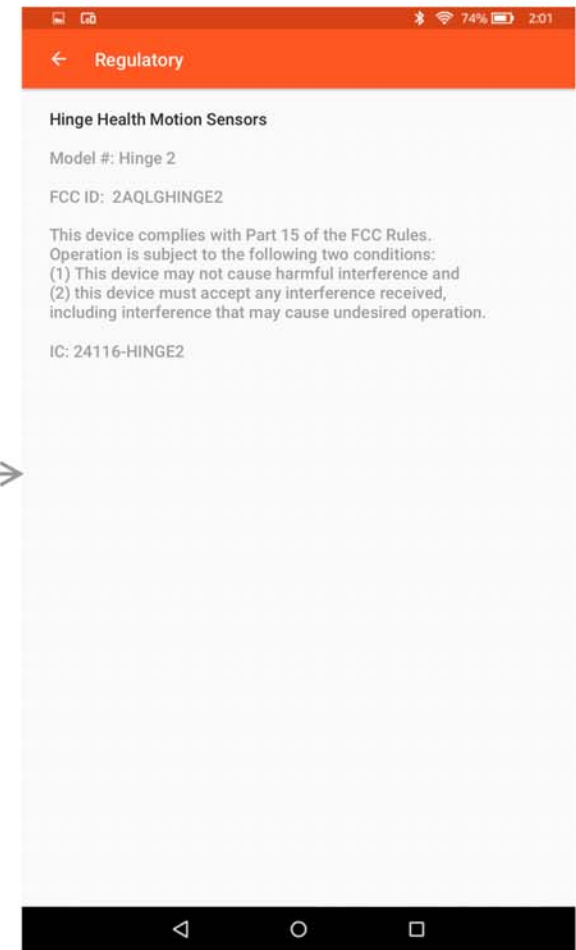 74% 2:01
Regulatory
Hinge Health Motion Sensors
Model #: Hinge 2
FCC ID: 2AQLGHINGE2
This device complies with Part 15 of the FCC Rules.
Operation is subject to the following two conditions:
(1) This device may not cause harmful interference and
(2) this device must accept any interference received,
including interference that may cause undesired operation.
IC: 24116-HINGE2